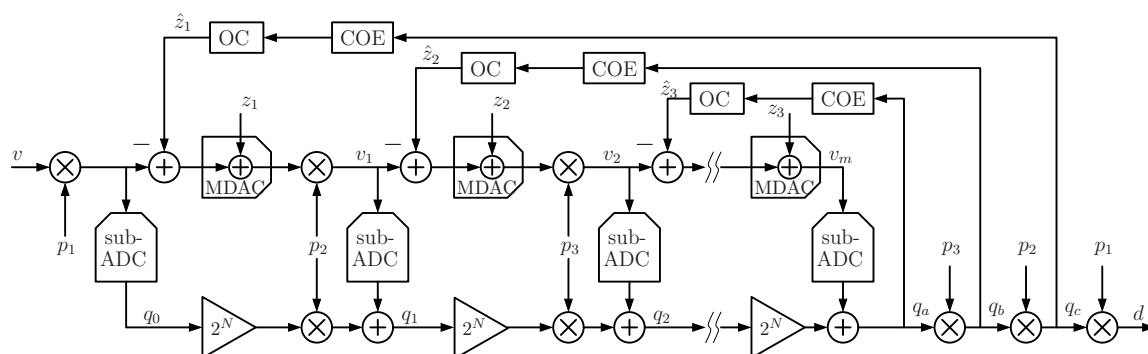 ẑ₁ OC COE
ẑ₂ OC COE
ẑ₃ OC COE
z₁ z₂ z₃
v − v₁ − v₂ − vₘ
+ + + + + +
MDAC MDAC MDAC
p₁ sub-ADC p₂ sub-ADC p₃ sub-ADC sub-ADC p₃ p₂ p₁
q₀ 2ᴺ + q₁ 2ᴺ + q₂ 2ᴺ + qₐ q_b q_c d